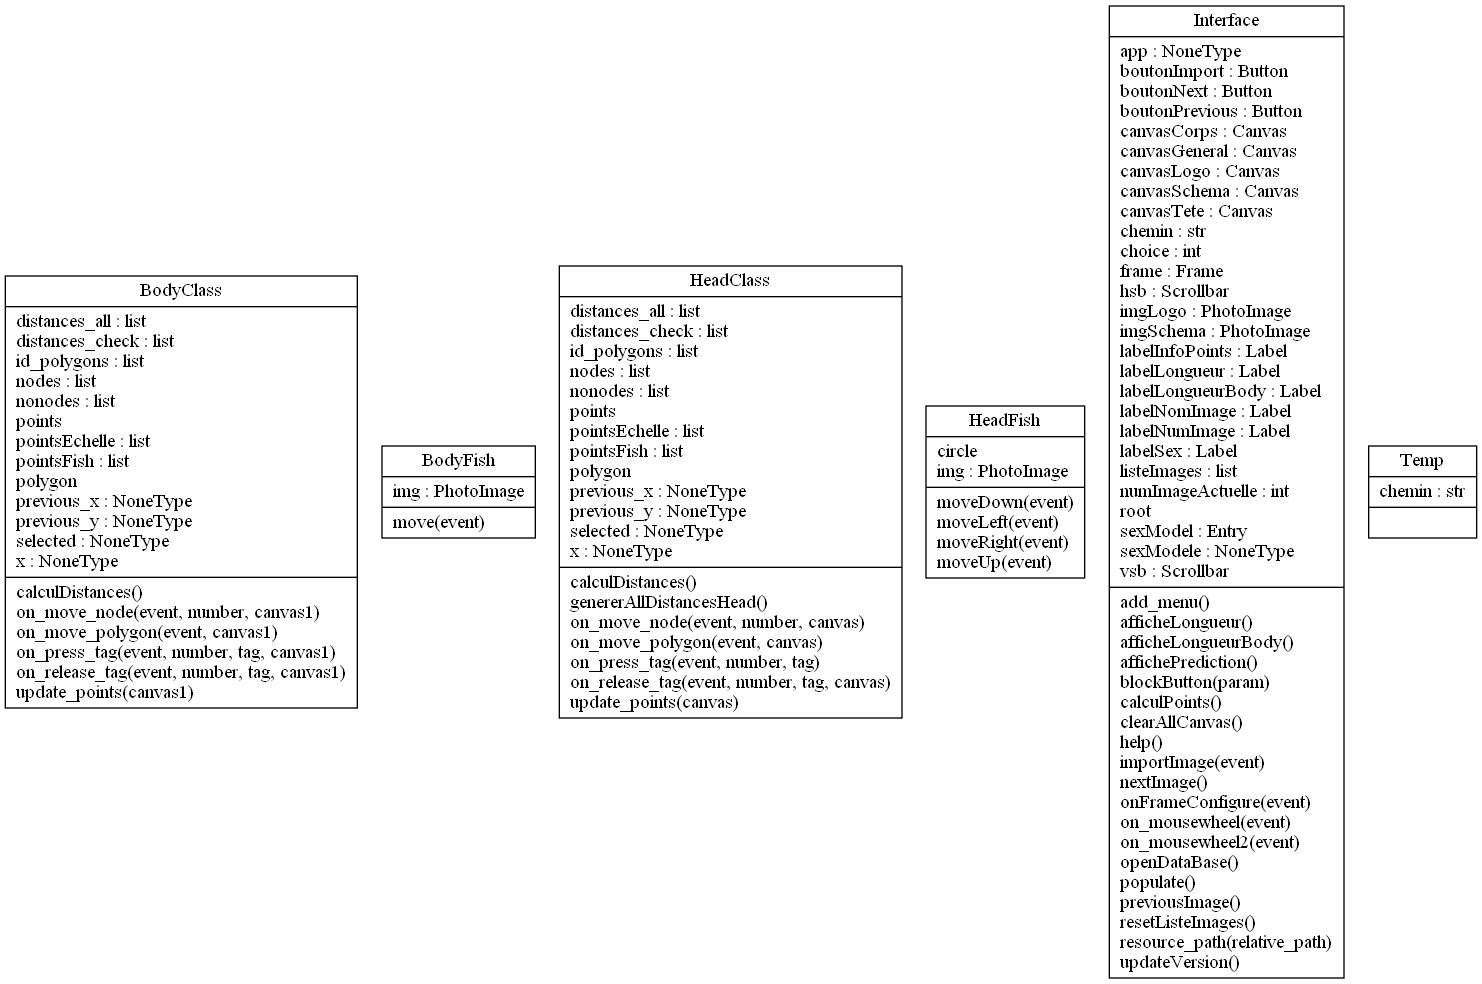 BodyClass
distances_all : list
distances_check : list
id_polygons : list
nodes : list
nonodes : list
points
pointsEchelle : list
pointsFish : list
polygon
previous_x : NoneType
previous_y : NoneType
selected : NoneType
x : NoneType
calculDistances()
on_move_node(event, number, canvas1)
on_move_polygon(event, canvas1)
on_press_tag(event, number, tag, canvas1)
on_release_tag(event, number, tag, canvas1)
update_points(canvas1)
BodyFish
img : PhotoImage
move(event)
HeadClass
distances_all : list
distances_check : list
id_polygons : list
nodes : list
nonodes : list
points
pointsEchelle : list
pointsFish : list
polygon
previous_x : NoneType
previous_y : NoneType
selected : NoneType
x : NoneType
calculDistances()
genererAllDistancesHead()
on_move_node(event, number, canvas)
on_move_polygon(event, canvas)
on_press_tag(event, number, tag)
on_release_tag(event, number, tag, canvas)
update_points(canvas)
HeadFish
circle
img : PhotoImage
moveDown(event)
moveLeft(event)
moveRight(event)
moveUp(event)
Interface
app : NoneType
boutonImport : Button
boutonNext : Button
boutonPrevious : Button
canvasCorps : Canvas
canvasGeneral : Canvas
canvasLogo : Canvas
canvasSchema : Canvas
canvasTete : Canvas
chemin : str
choice : int
frame : Frame
hsb : Scrollbar
imgLogo : PhotoImage
imgSchema : PhotoImage
labelInfoPoints : Label
labelLongueur : Label
labelLongueurBody : Label
labelNomImage : Label
labelNumImage : Label
labelSex : Label
listeImages : list
numImageActuelle : int
root
sexModel : Entry
sexModele : NoneType
vsb : Scrollbar
add_menu()
afficheLongueur()
afficheLongueurBody()
affichePrediction()
blockButton(param)
calculPoints()
clearAllCanvas()
help()
importImage(event)
nextImage()
onFrameConfigure(event)
on_mousewheel(event)
on_mousewheel2(event)
openDataBase()
populate()
previousImage()
resetListeImages()
resource_path(relative_path)
updateVersion()
Temp
chemin : str